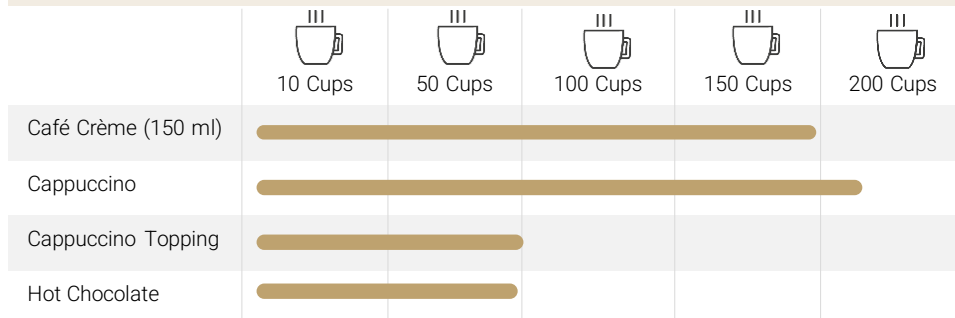 10 Cups 50 Cups 100 Cups 150 Cups 200 Cups
Café Crème (150 ml)
Cappuccino
Cappuccino Topping
Hot Chocolate